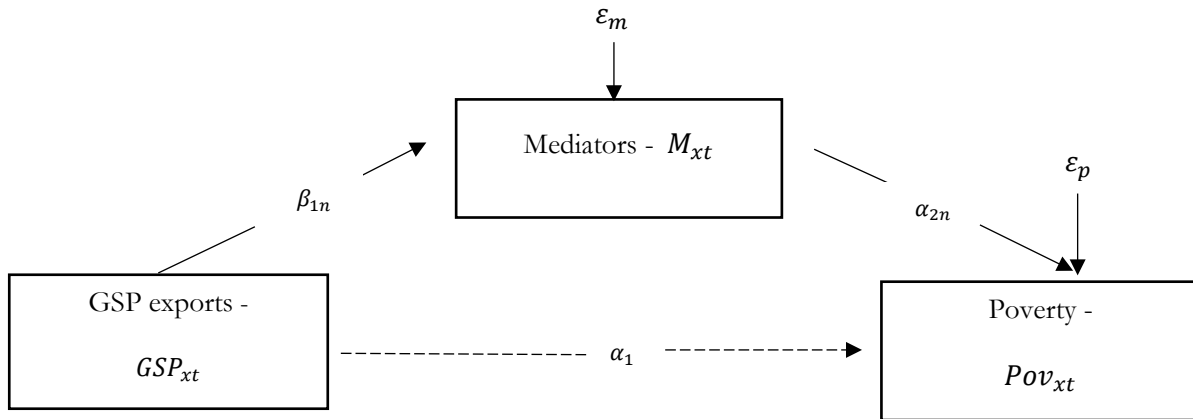 ε_m
Mediators - M_xt
ε_p
β_1n
α_2n
GSP exports -
GSP_xt
α_1
Poverty -
Pov_xt